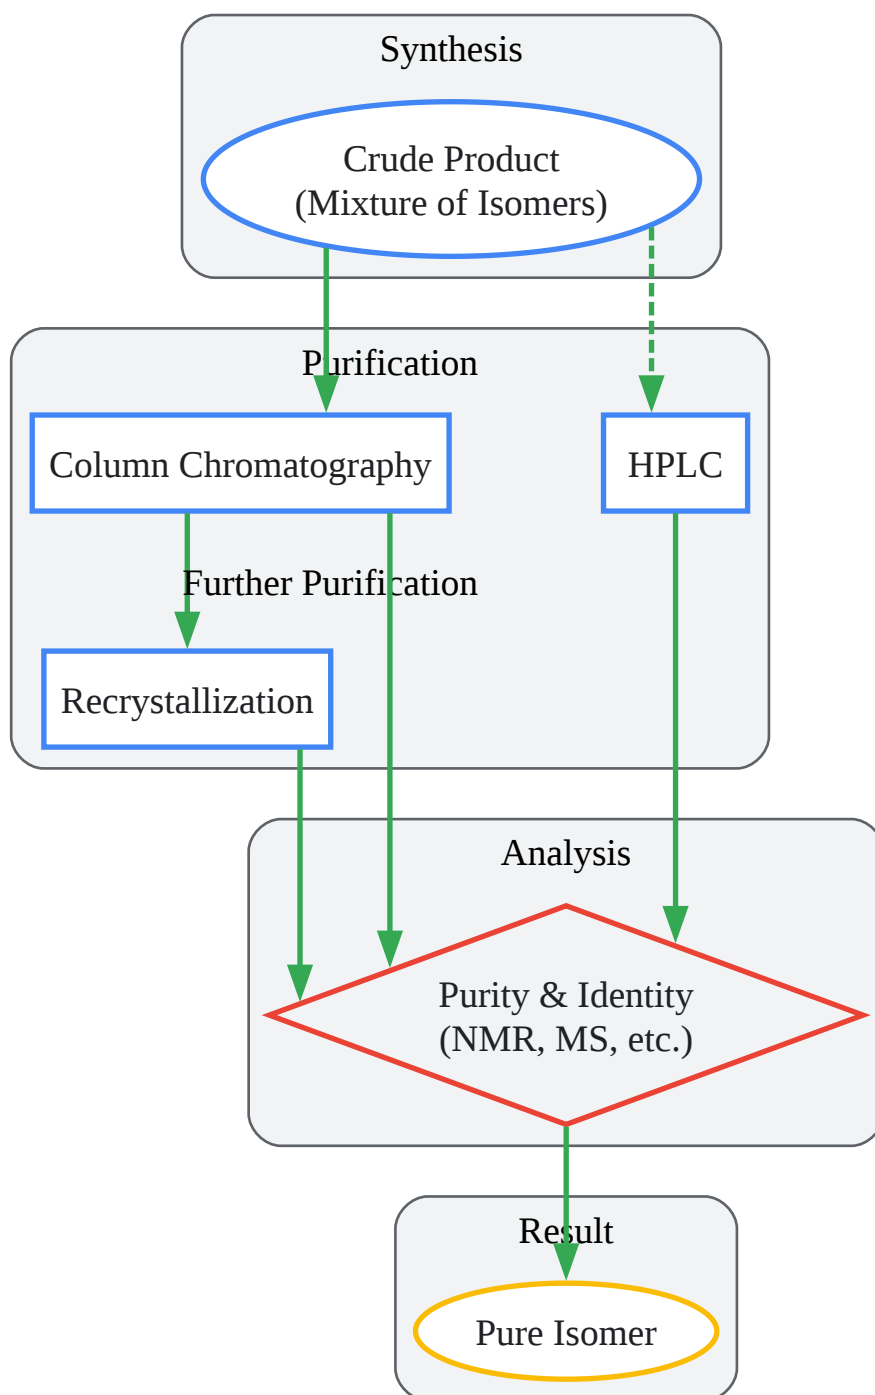 Synthesis
Crude Product
(Mixture of Isomers)
Purification
Column Chromatography
HPLC
Further Purification
Recrystallization
Analysis
Purity & Identity
(NMR, MS, etc.)
Result
Pure Isomer